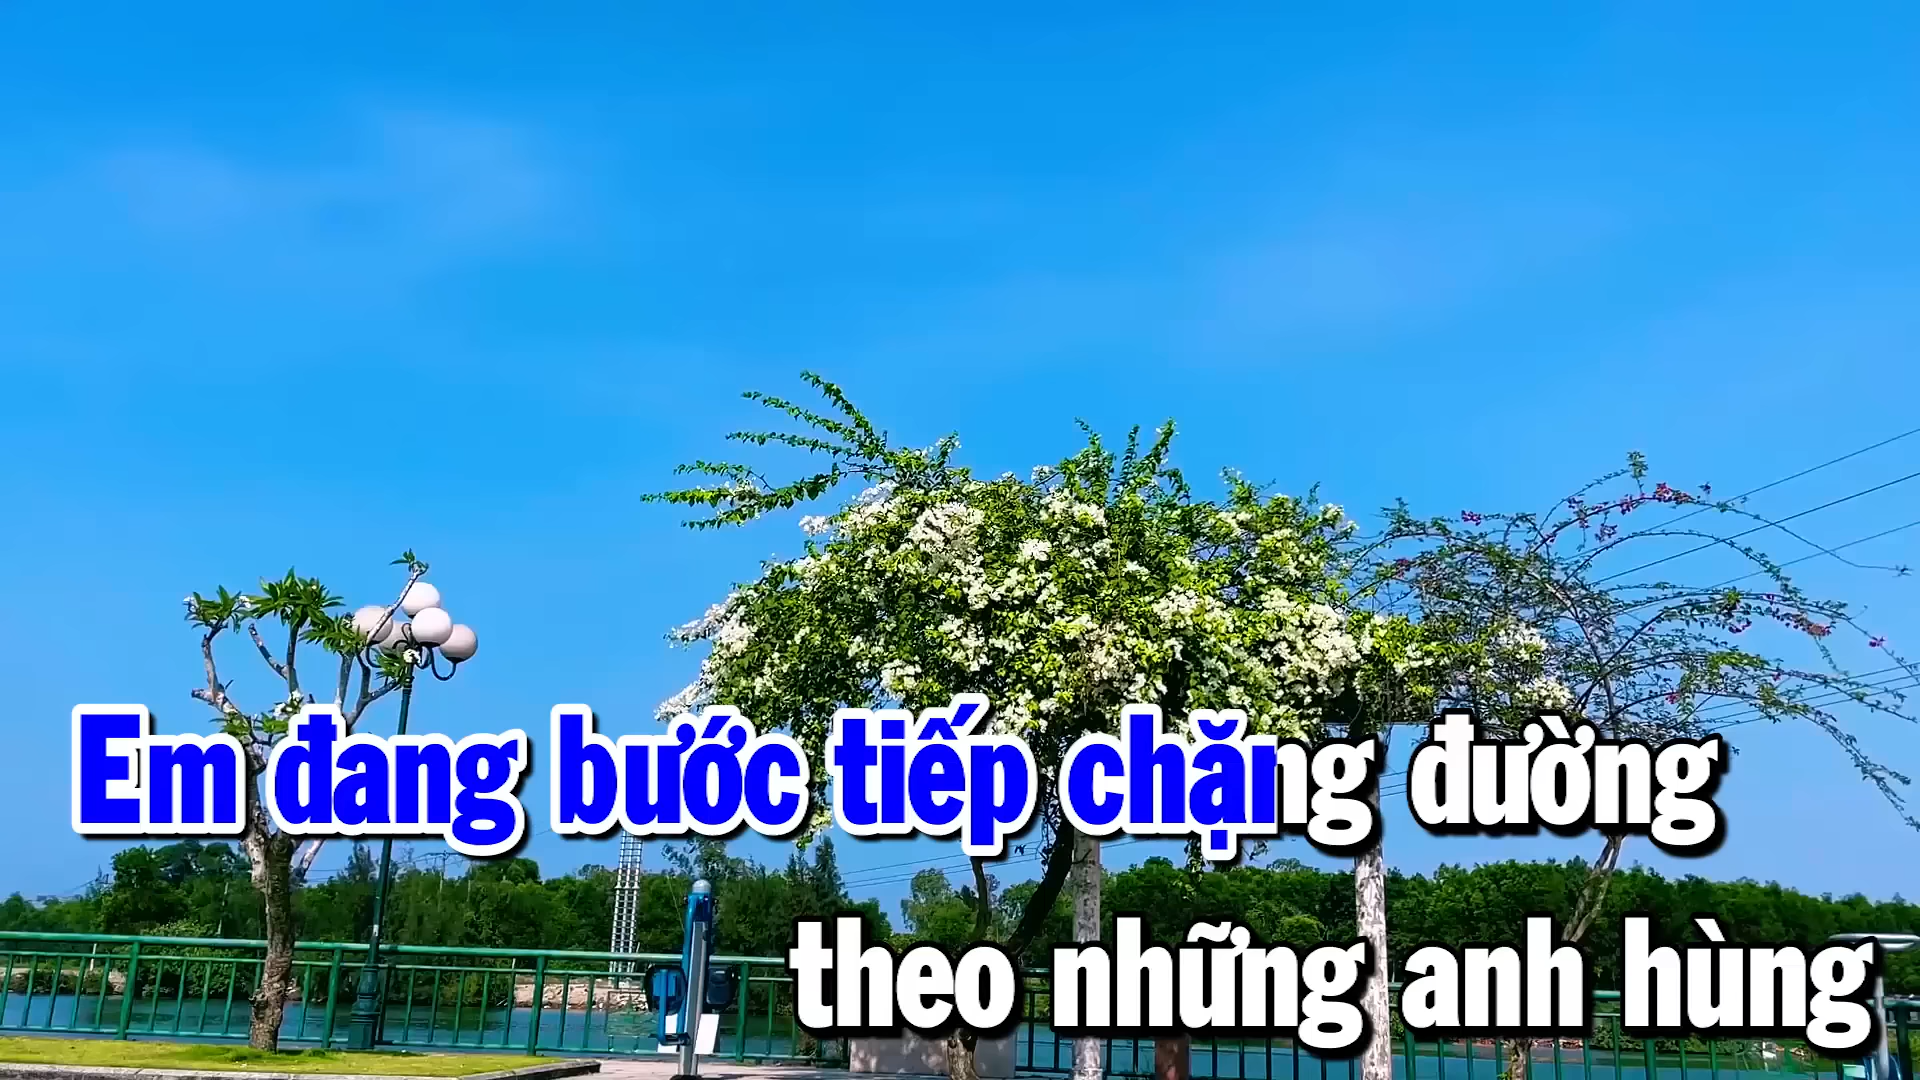 Em đang bước tiếp chặng đường
theo những anh hùng